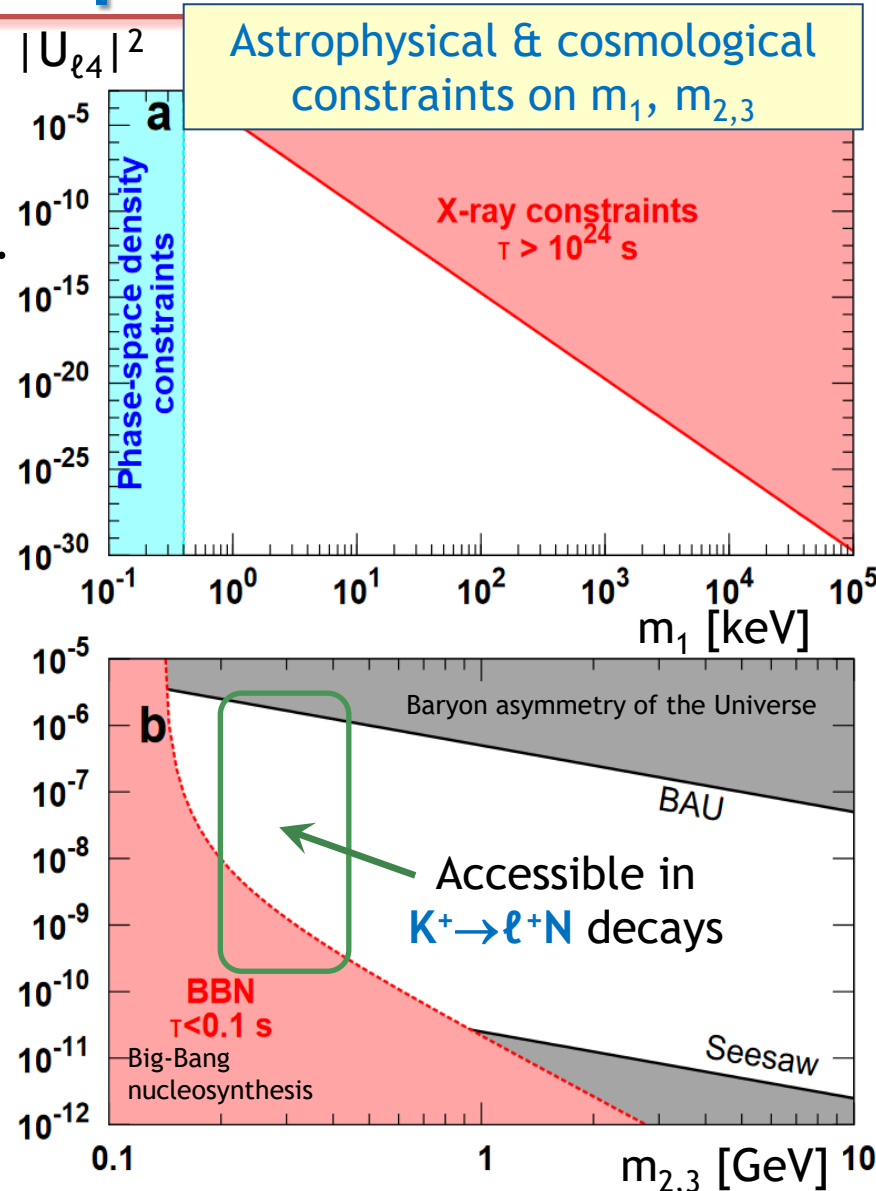 |Uℓ4|²
Astrophysical & cosmological
constraints on m₁, m₂,₃
a
10⁻⁵
10⁻¹⁰
10⁻¹⁵
10⁻²⁰
10⁻²⁵
10⁻³⁰
Phase-space density
constraints
X-ray constraints
τ > 10²⁴ s
10⁻¹ 10⁰ 10¹ 10² 10³ 10⁴ 10⁵
m₁ [keV]
10⁻⁵
10⁻⁶
10⁻⁷
10⁻⁸
10⁻⁹
10⁻¹⁰
10⁻¹¹
10⁻¹²
b
Baryon asymmetry of the Universe
BAU
Accessible in
K⁺→ℓ⁺N decays
BBN
τ<0.1 s
Big-Bang
nucleosynthesis
Seesaw
0.1 1 10
m₂,₃ [GeV]